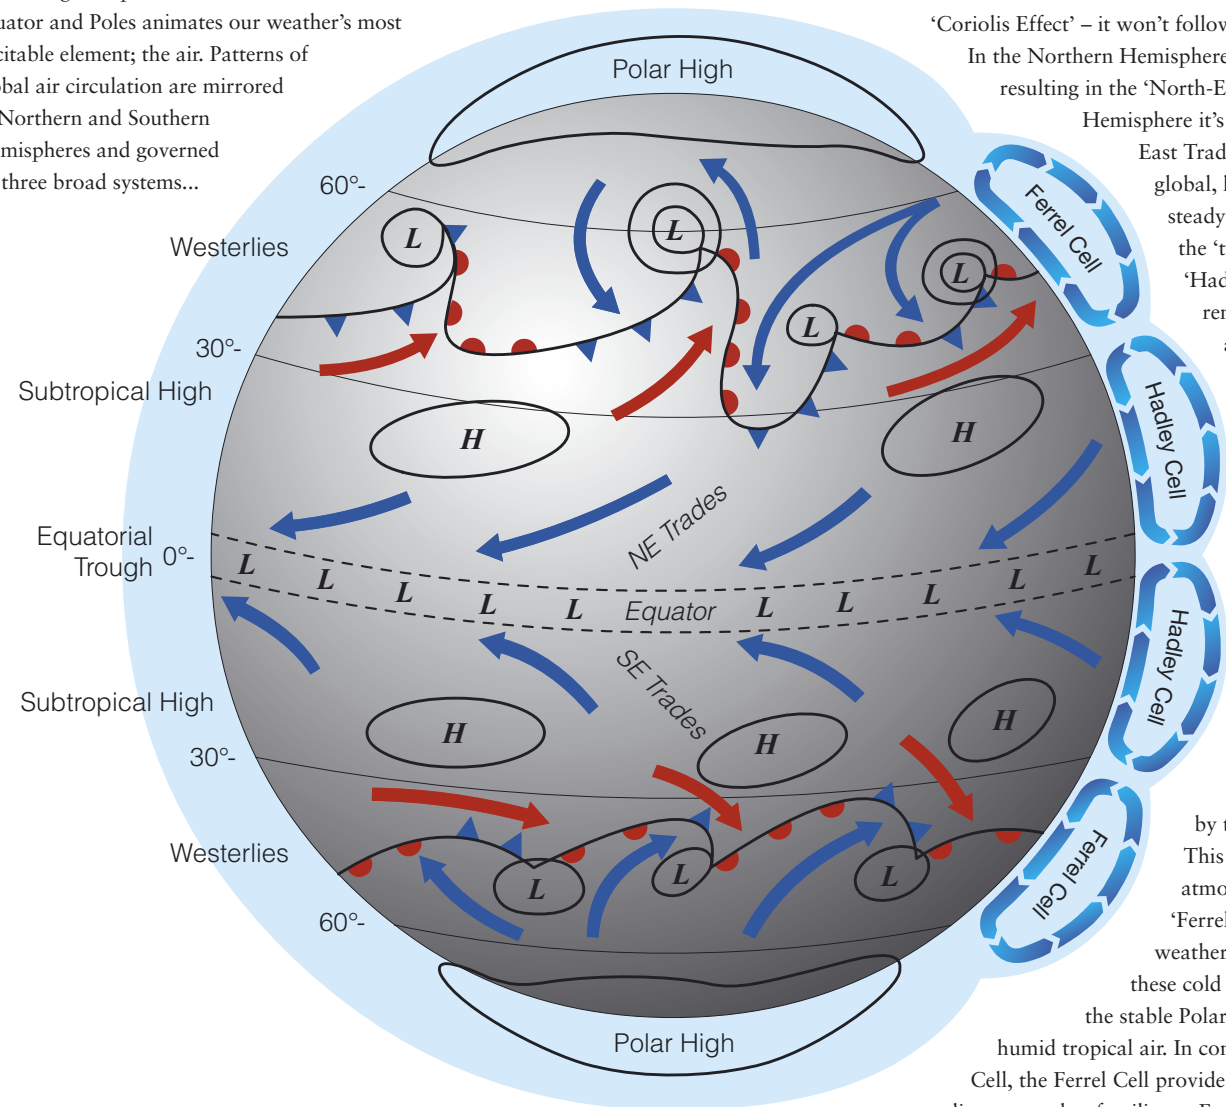 uator and Poles animates our weather’s most
citable element; the air. Patterns of
bal air circulation are mirrored
Northern and Southern
mispheres and governed
three broad systems...
‘Coriolis Effect’ – it won’t follow
In the Northern Hemisphere
resulting in the ‘North-E
Hemisphere it’s
East Trad
global, l
steady
the ‘t
‘Had
ren
a
Polar High
60°-
Ferrel Cell
Westerlies
L
L
L
L
30°-
Subtropical High
H
H
Hadley Cell
NE Trades
Equatorial
Trough 0°-
L L L L L Equator L L L L L
SE Trades
Hadley Cell
Subtropical High
H
H
H
30°-
Westerlies
L
L
L
Ferrel Cell
60°-
Polar High
by t
This
atmo
‘Ferrel
weather
these cold
the stable Polar
humid tropical air. In con
Cell, the Ferrel Cell provide